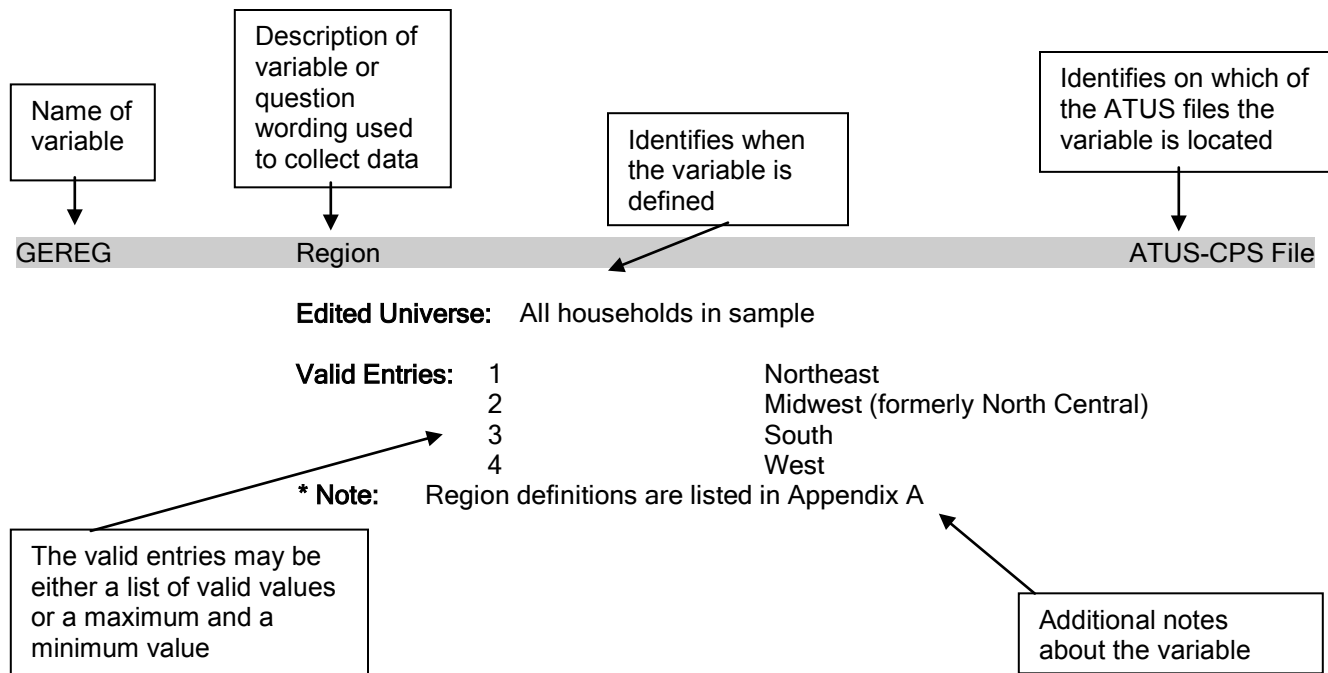 Name of
variable
Description of
variable or
question
wording used
to collect data
Identifies when
the variable is
defined
Identifies on which of
the ATUS files the
variable is located
GEREG Region ATUS-CPS File
Edited Universe: All households in sample
Valid Entries: 1 Northeast
2 Midwest (formerly North Central)
3 South
4 West
* Note: Region definitions are listed in Appendix A
The valid entries may be
either a list of valid values
or a maximum and a
minimum value
Additional notes
about the variable